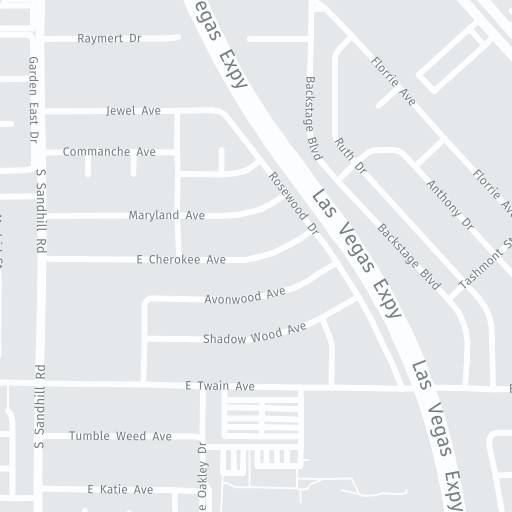 egas Expy
Raymert Dr
Florrie Ave
Garden East Dr
Backstage Blvd
Jewel Ave
Commanche Ave
Ruth Dr
S Sandhill Rd
Rosewood Dr
Las Vegas Expy
Anthony Dr
Florrie Ave
Maryland Ave
Backstage Blvd
Tashmont St
E Cherokee Ave
Avonwood Ave
Shadow Wood Ave
S Sandhill Rd
E Twain Ave
Las Vegas Expy
Tumble Weed Ave
e Oakley Dr
E Katie Ave